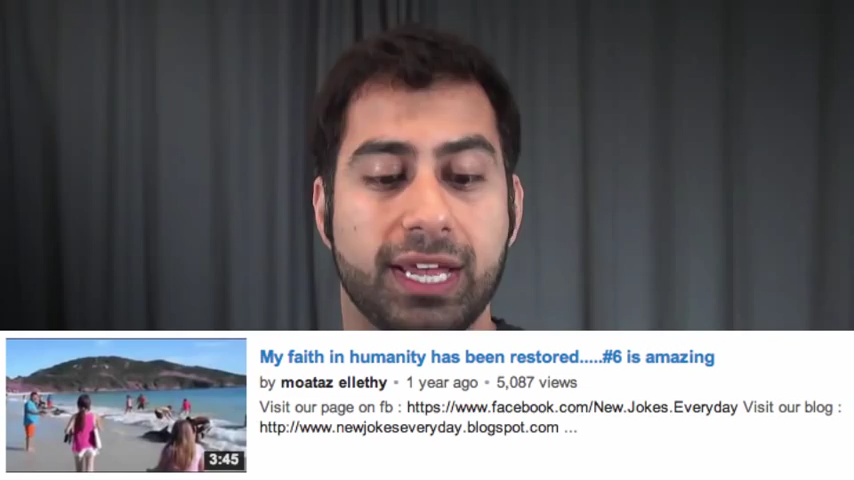 My faith in humanity has been restored.....#6 is amazing
by moataz ellethy • 1 year ago • 5,087 views
Visit our page on fb : https://www.facebook.com/New.Jokes.Everyday Visit our blog :
http://www.newjokeseveryday.blogspot.com ...
3:45